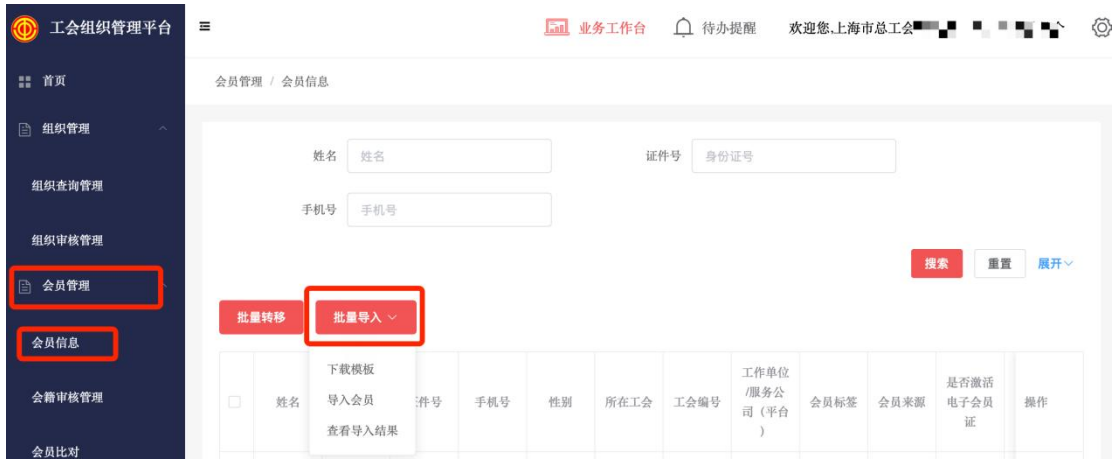 工会组织管理平台
业务工作台
待办提醒
欢迎您,上海市总工会
首页
会员管理 / 会员信息
组织管理
姓名
姓名
证件号
身份证号
组织查询管理
手机号
手机号
组织审核管理
搜索
重置
展开
会员管理
批量转移
批量导入
会员信息
下载模板
导入会员
查看导入结果
姓名
件号
手机号
性别
所在工会
工会编号
工作单位
/服务公
司（平台
）
会员标签
会员来源
是否激活
电子会员
证
操作
会籍审核管理
会员比对